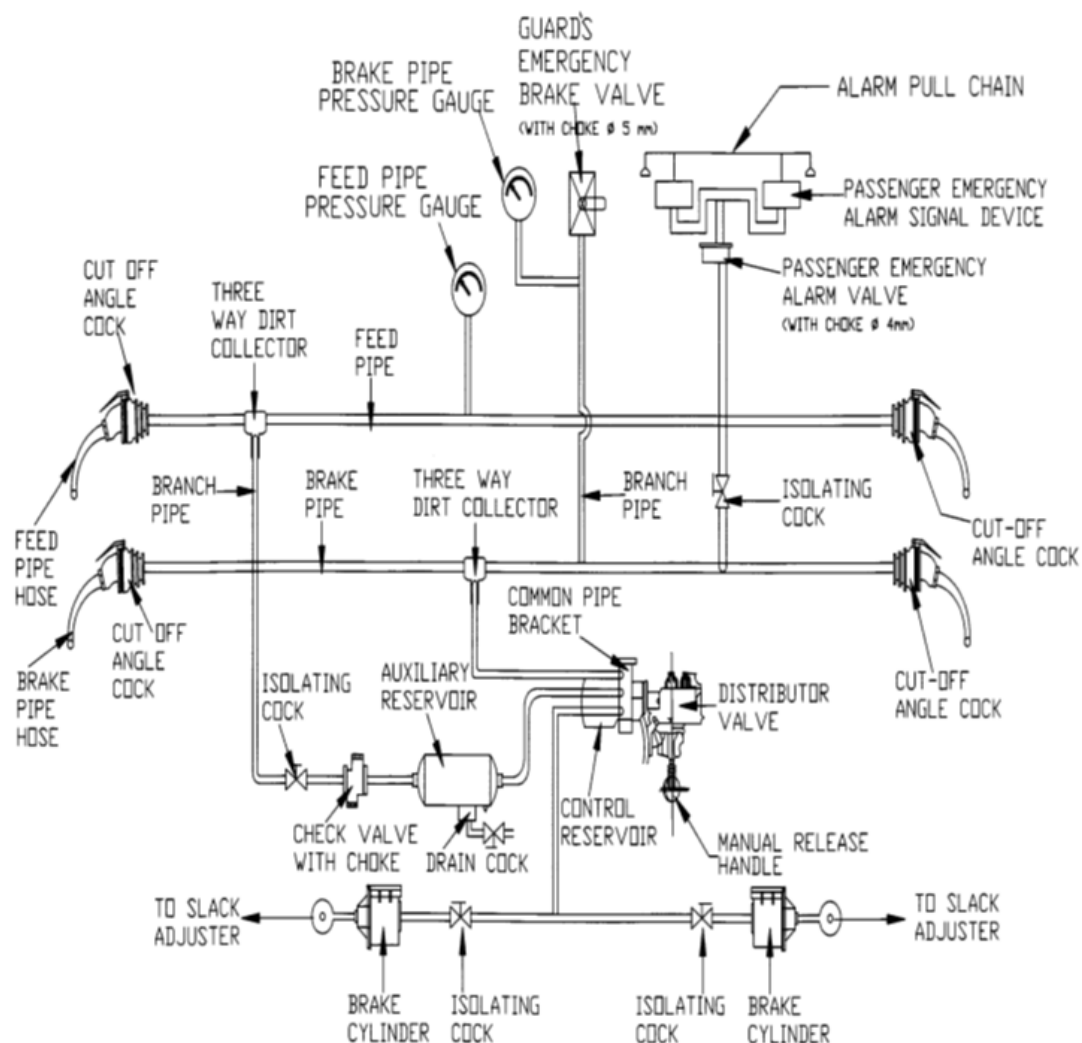 GUARD'S
EMERGENCY
BRAKE VALVE
(WITH CHOKE ø 5 mm)
BRAKE PIPE
PRESSURE GAUGE
ALARM PULL CHAIN
FEED PIPE
PRESSURE GAUGE
PASSENGER EMERGENCY
ALARM SIGNAL DEVICE
CUT OFF
ANGLE
COCK
THREE
WAY DIRT
COLLECTOR
FEED
PIPE
PASSENGER EMERGENCY
ALARM VALVE
(WITH CHOKE ø 4mm)
BRANCH
PIPE
BRAKE
PIPE
THREE WAY
DIRT COLLECTOR
BRANCH
PIPE
ISOLATING
COCK
FEED
PIPE
HOSE
CUT-OFF
ANGLE COCK
BRAKE
PIPE
HOSE
CUT OFF
ANGLE
COCK
ISOLATING
COCK
AUXILIARY
RESERVOIR
COMMON PIPE
BRACKET
DISTRIBUTOR
VALVE
CUT-OFF
ANGLE COCK
CHECK VALVE
WITH CHOKE
DRAIN COCK
CONTROL
RESERVOIR
MANUAL RELEASE
HANDLE
TO SLACK
ADJUSTER
TO SLACK
ADJUSTER
BRAKE
CYLINDER
ISOLATING
COCK
ISOLATING
COCK
BRAKE
CYLINDER